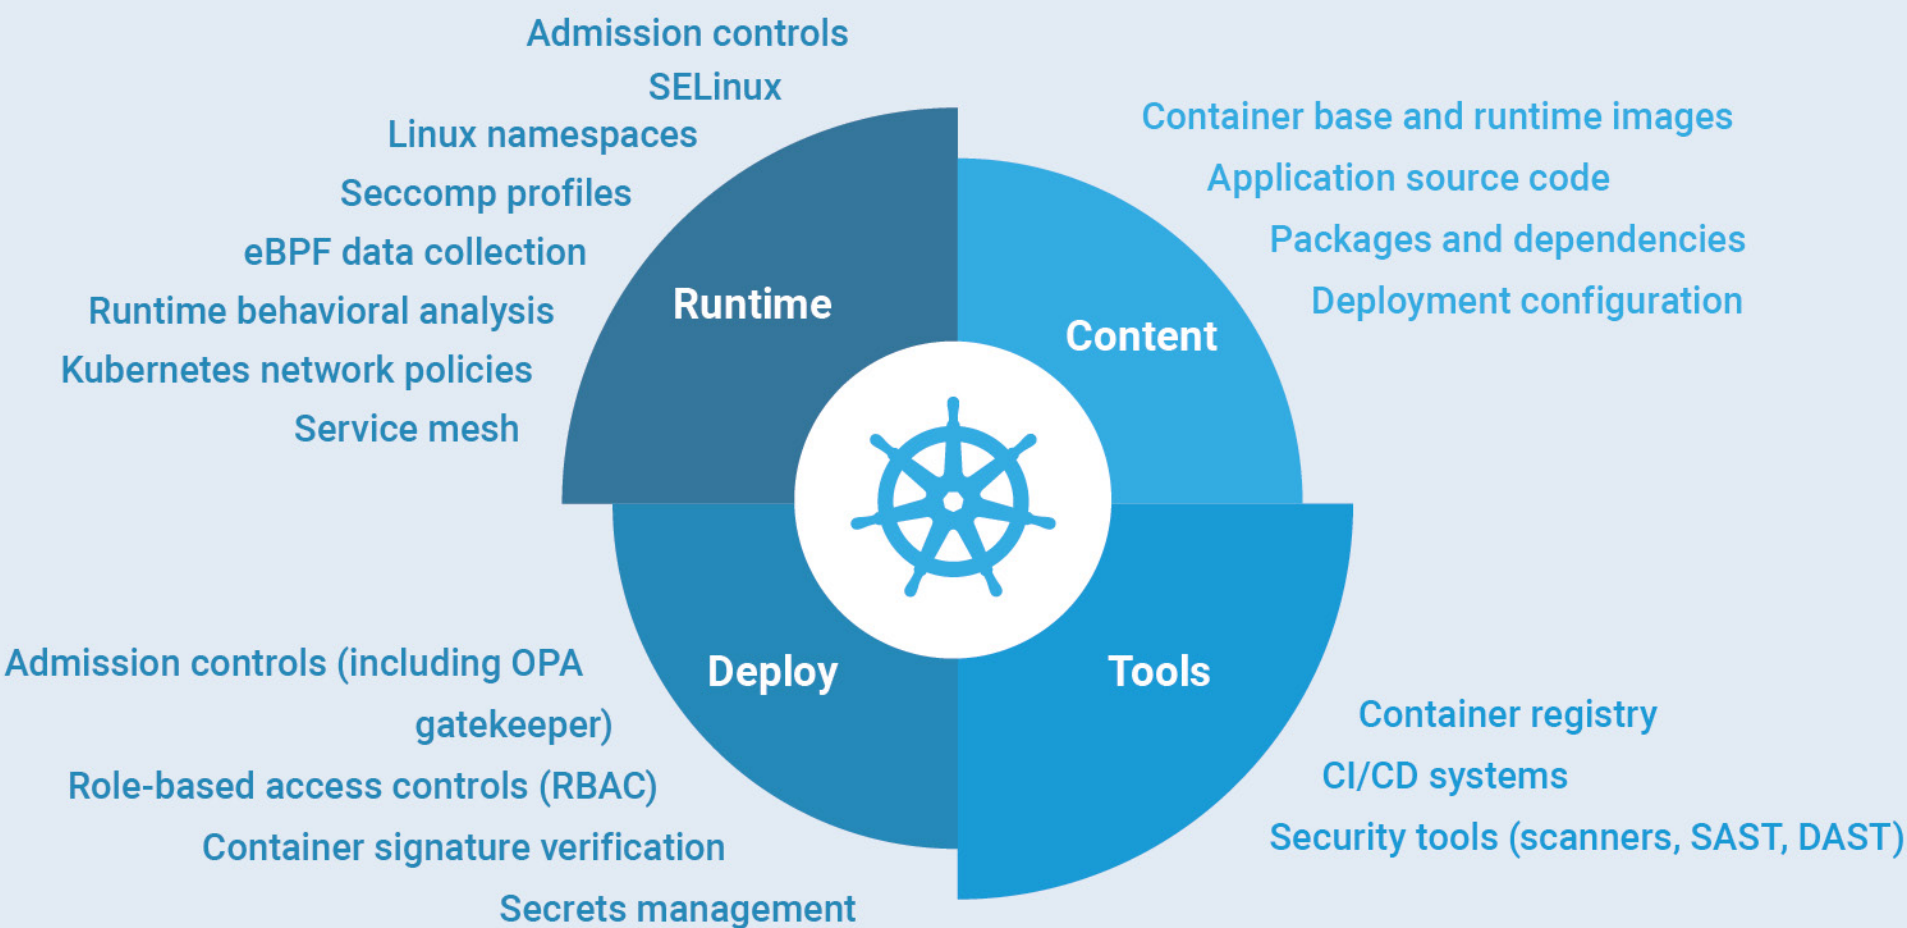 Admission controls
SELinux
Linux namespaces
Seccomp profiles
eBPF data collection
Runtime behavioral analysis
Kubernetes network policies
Service mesh
Runtime
Container base and runtime images
Application source code
Packages and dependencies
Deployment configuration
Content
Admission controls (including OPA
gatekeeper)
Role-based access controls (RBAC)
Container signature verification
Secrets management
Deploy
Tools
Container registry
CI/CD systems
Security tools (scanners, SAST, DAST)